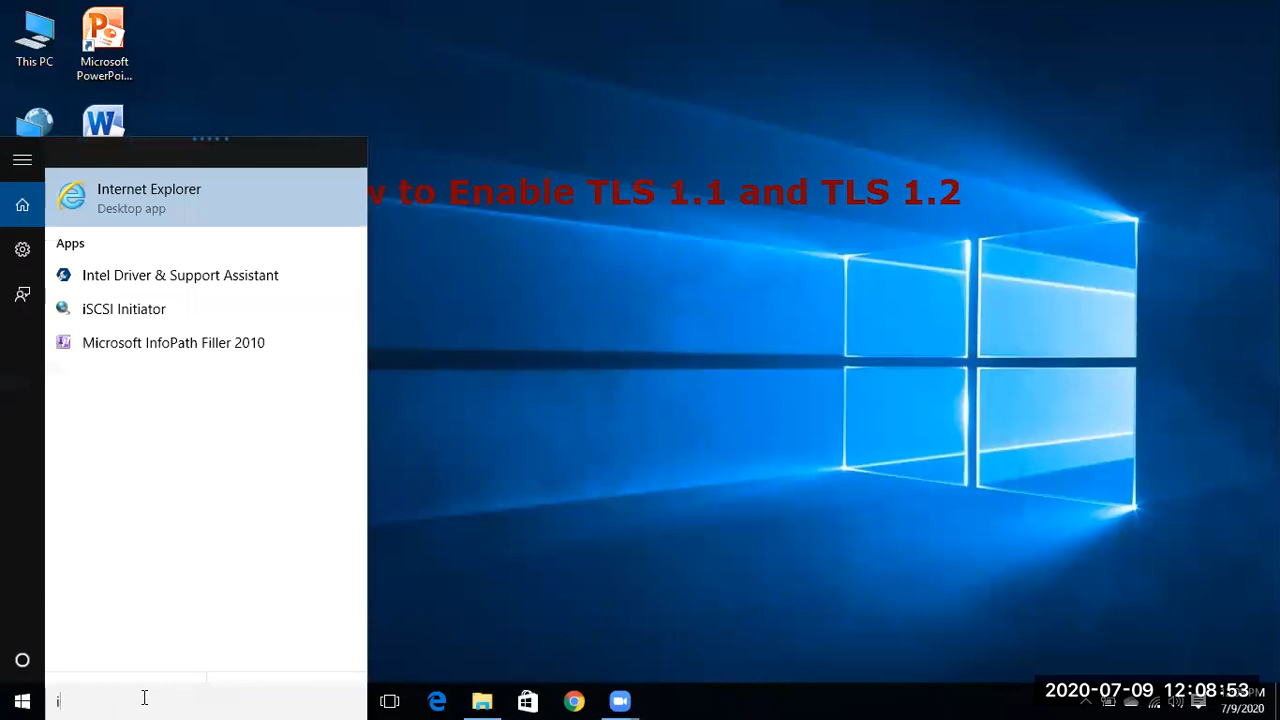 This PC
Microsoft
PowerPoi...
Internet Explorer
Desktop app
w to Enable TLS 1.1 and TLS 1.2
Apps
Intel Driver & Support Assistant
iSCSI Initiator
Microsoft InfoPath Filler 2010
i
2020-07-09 12:08:53
PM
7/9/2020